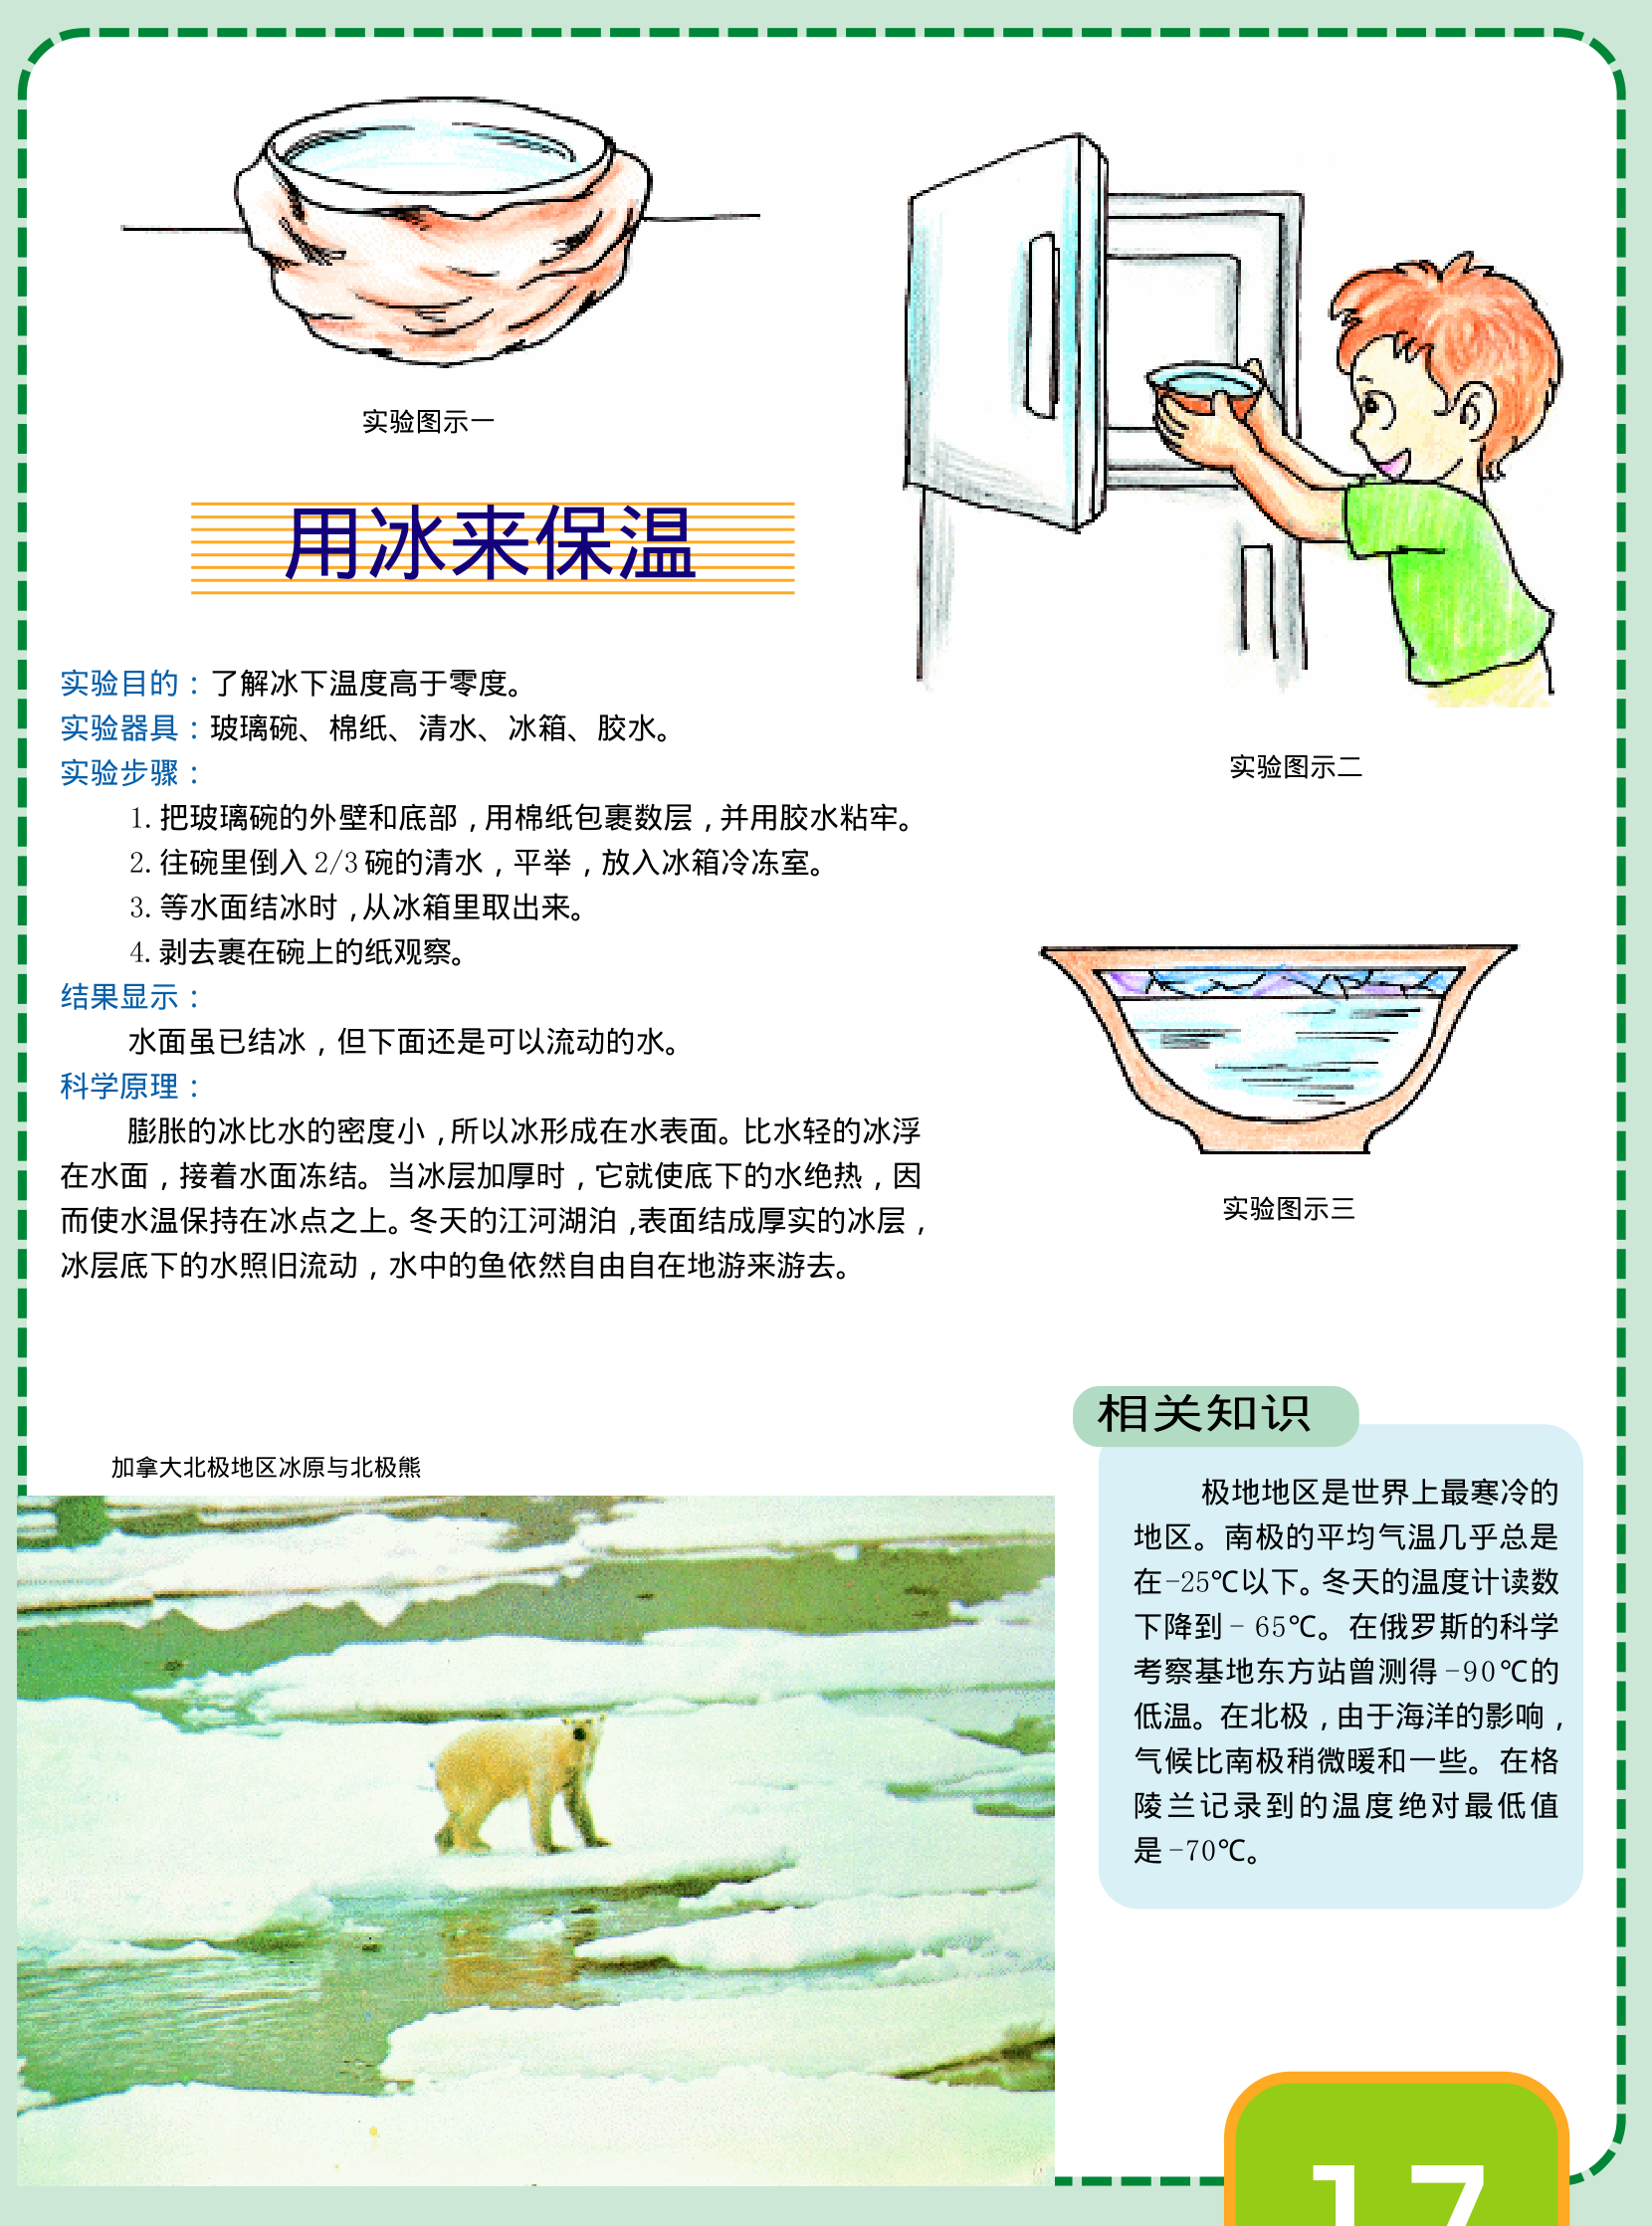 实验图示一
用冰来保温
实验目的：了解冰下温度高于零度。
实验器具：玻璃碗、棉纸、清水、冰箱、胶水。
实验步骤：
1. 把玻璃碗的外壁和底部，用棉纸包裹数层，并用胶水粘牢。
2. 往碗里倒入 2/3 碗的清水，平举，放入冰箱冷冻室。
3. 等水面结冰时，从冰箱里取出来。
4. 剥去裹在碗上的纸观察。
结果显示：
水面虽已结冰，但下面还是可以流动的水。
科学原理：
膨胀的冰比水的密度小，所以冰形成在水表面。比水轻的冰浮
在水面，接着水面冻结。当冰层加厚时，它就使底下的水绝热，因
而使水温保持在冰点之上。冬天的江河湖泊，表面结成厚实的冰层，
冰层底下的水照旧流动，水中的鱼依然自由自在地游来游去。
实验图示二
实验图示三
加拿大北极地区冰原与北极熊
相关知识
极地地区是世界上最寒冷的
地区。南极的平均气温几乎总是
在-25℃以下。冬天的温度计读数
下降到 - 65℃。在俄罗斯的科学
考察基地东方站曾测得 -90℃的
低温。在北极，由于海洋的影响，
气候比南极稍微暖和一些。在格
陵兰记录到的温度绝对最低值
是 -70℃。
17